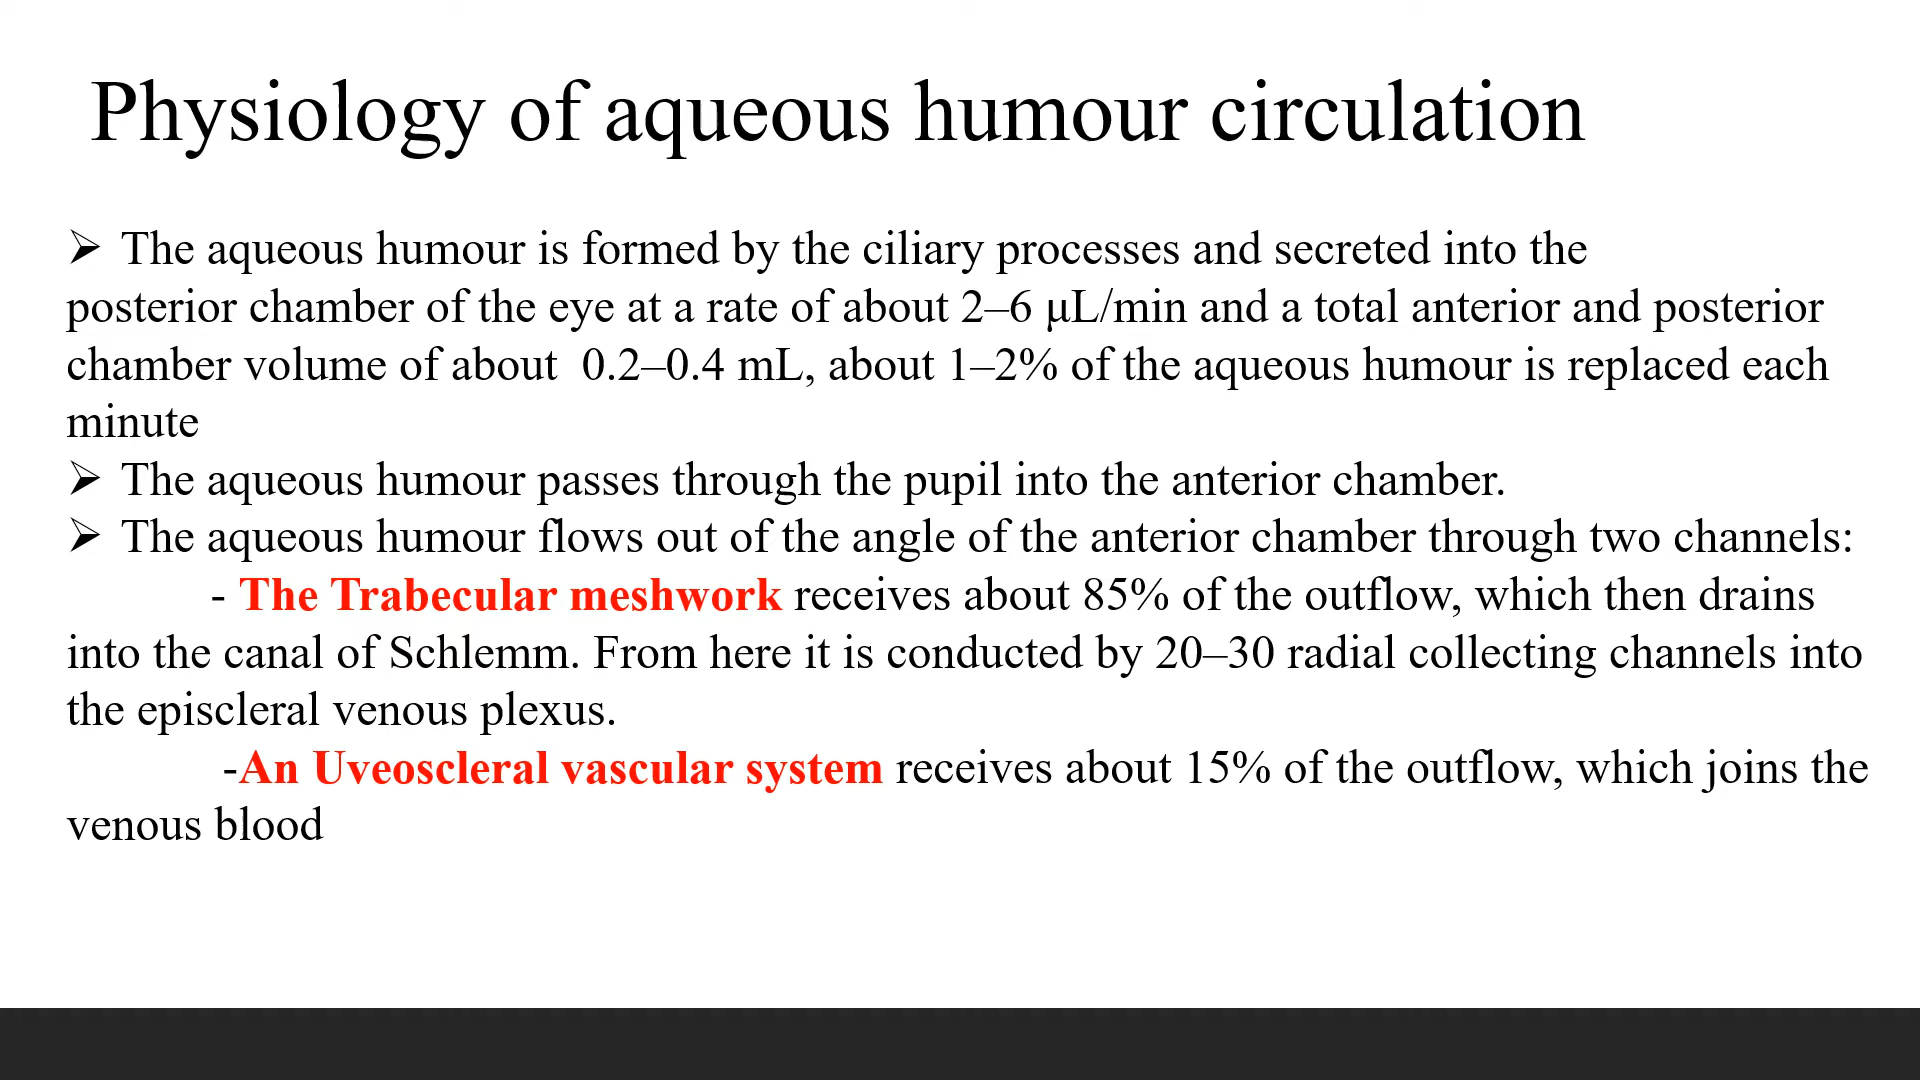 Physiology of aqueous humour circulation
➢ The aqueous humour is formed by the ciliary processes and secreted into the
posterior chamber of the eye at a rate of about 2–6 μL/min and a total anterior and posterior
chamber volume of about  0.2–0.4 mL, about 1–2% of the aqueous humour is replaced each
minute
➢ The aqueous humour passes through the pupil into the anterior chamber.
➢ The aqueous humour flows out of the angle of the anterior chamber through two channels:
- The Trabecular meshwork receives about 85% of the outflow, which then drains
into the canal of Schlemm. From here it is conducted by 20–30 radial collecting channels into
the episcleral venous plexus.
-An Uveoscleral vascular system receives about 15% of the outflow, which joins the
venous blood